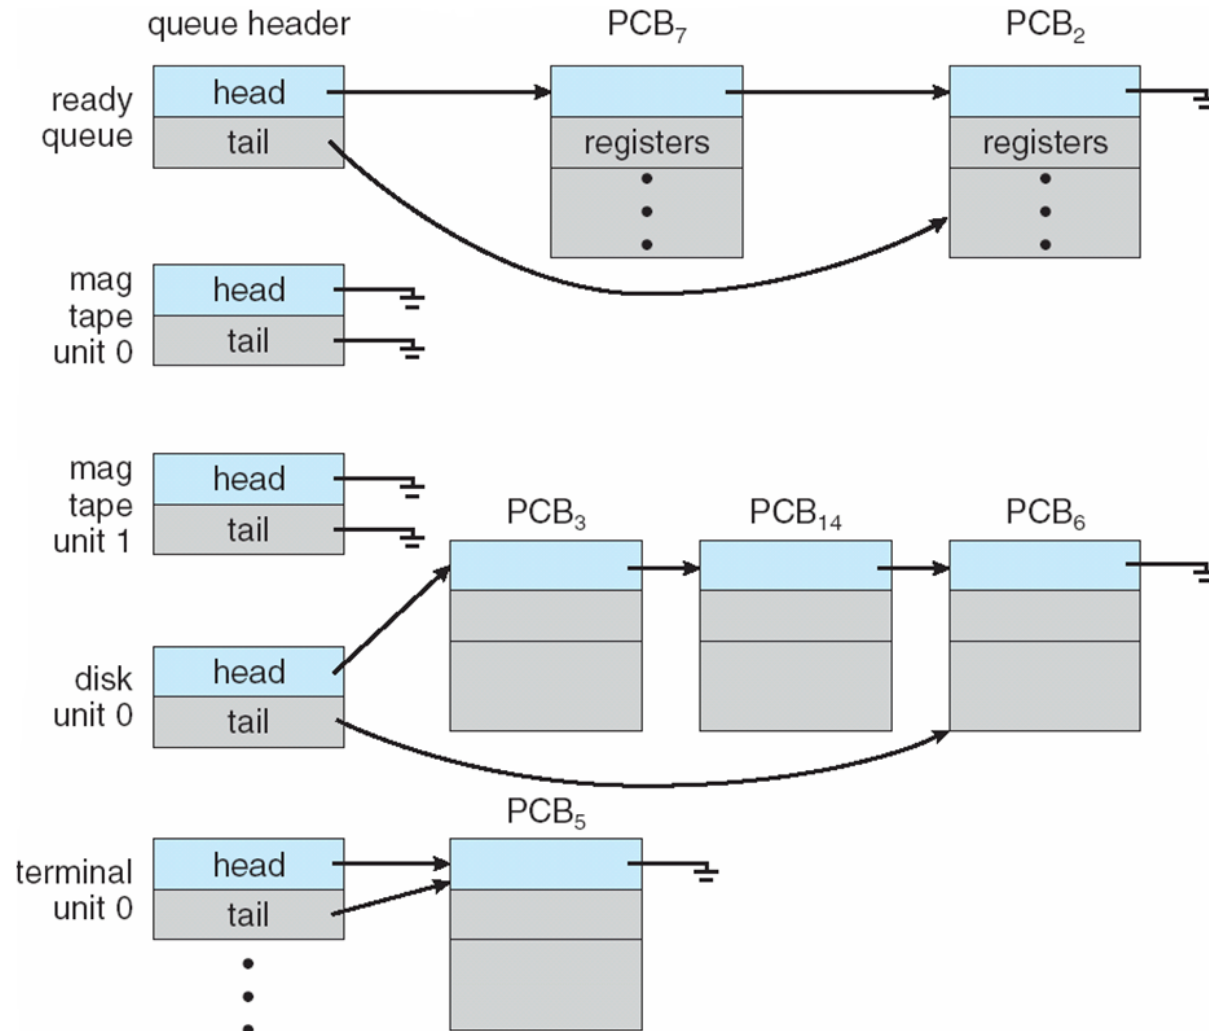 queue header
PCB₇
PCB₂
ready
queue
head
tail
registers
registers
mag
tape
unit 0
head
tail
mag
tape
unit 1
head
tail
PCB₃
PCB₁₄
PCB₆
disk
unit 0
head
tail
PCB₅
terminal
unit 0
head
tail